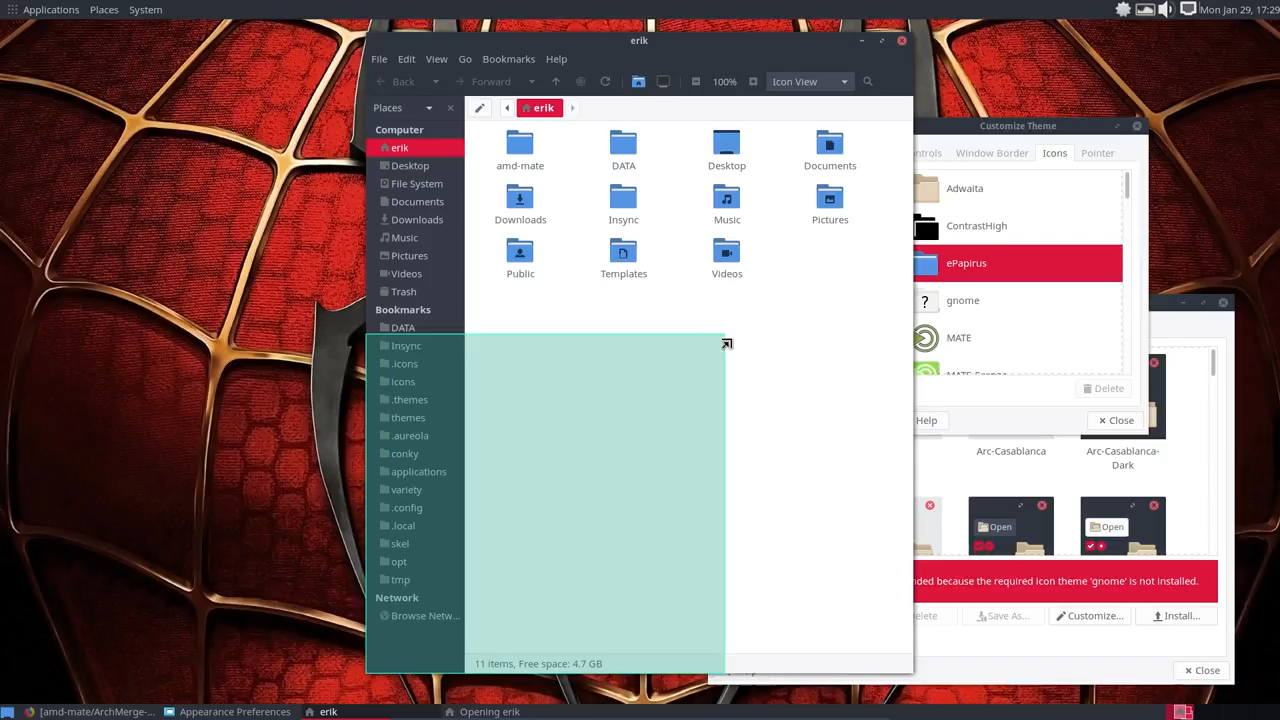 Applications Places System
Mon Jan 29, 17:29
erik
File Edit View Go Bookmarks Help
Back Forward 100% Icon View
Places
erik
Computer
erik
Desktop
File System
Documents
Downloads
Music
Pictures
Videos
Trash
Bookmarks
DATA
Insync
.icons
icons
.themes
themes
.aureola
conky
applications
variety
.config
.local
skel
opt
tmp
Network
Browse Netw...
amd-mate DATA Desktop Documents
Downloads Insync Music Pictures
Public Templates Videos
11 items, Free space: 4.7 GB
Customize Theme
ontrols Window Border Icons Pointer
Adwaita
ContrastHigh
ePapirus
? gnome
MATE
Delete
Help Close
Arc-Casablanca Arc-Casablanca-
Dark
Open Open
nded because the required icon theme 'gnome' is not installed.
elete Save As... Customize... Install...
Close
[amd-mate/ArchMerge-... Appearance Preferences erik Opening erik